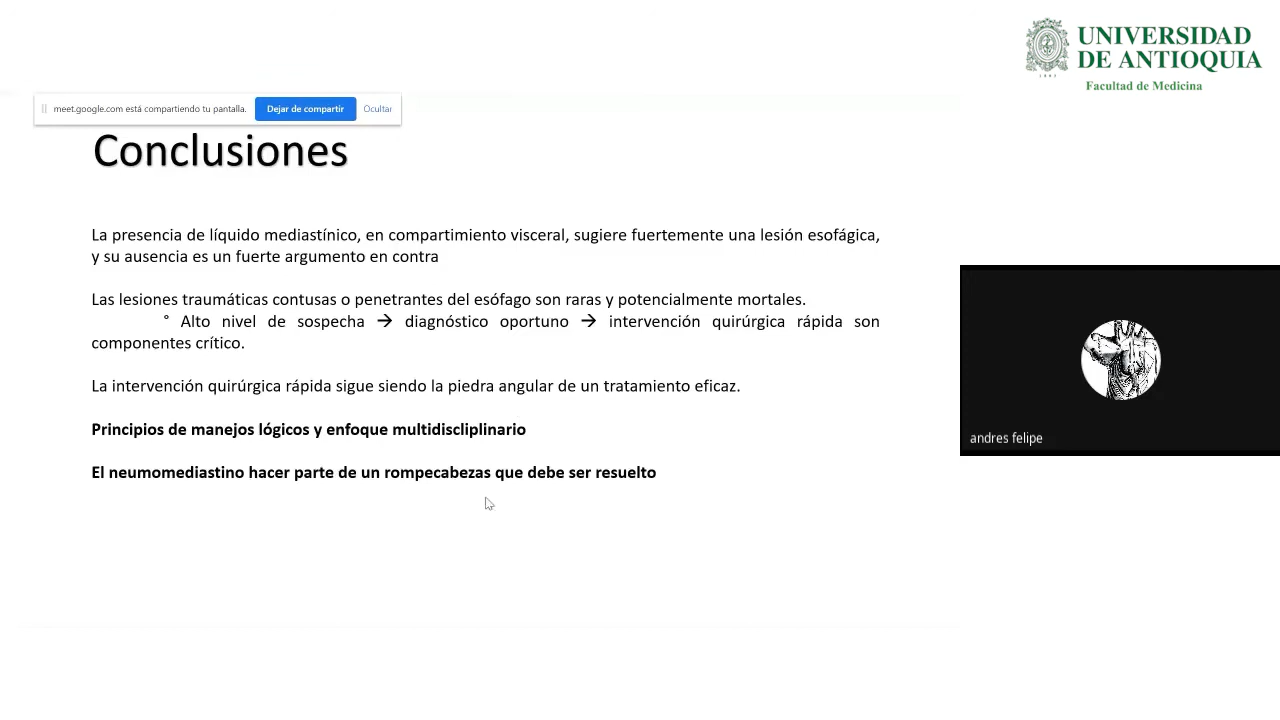 UNIVERSIDAD
DE ANTIOQUIA
Facultad de Medicina
meet.google.com está compartiendo tu pantalla. Dejar de compartir Ocultar
Conclusiones
La presencia de líquido mediastínico, en compartimiento visceral, sugiere fuertemente una lesión esofágica,
y su ausencia es un fuerte argumento en contra
Las lesiones traumáticas contusas o penetrantes del esófago son raras y potencialmente mortales.
° Alto nivel de sospecha → diagnóstico oportuno → intervención quirúrgica rápida son
componentes crítico.
La intervención quirúrgica rápida sigue siendo la piedra angular de un tratamiento eficaz.
Principios de manejos lógicos y enfoque multidiscliplinario
El neumomediastino hacer parte de un rompecabezas que debe ser resuelto
andres felipe